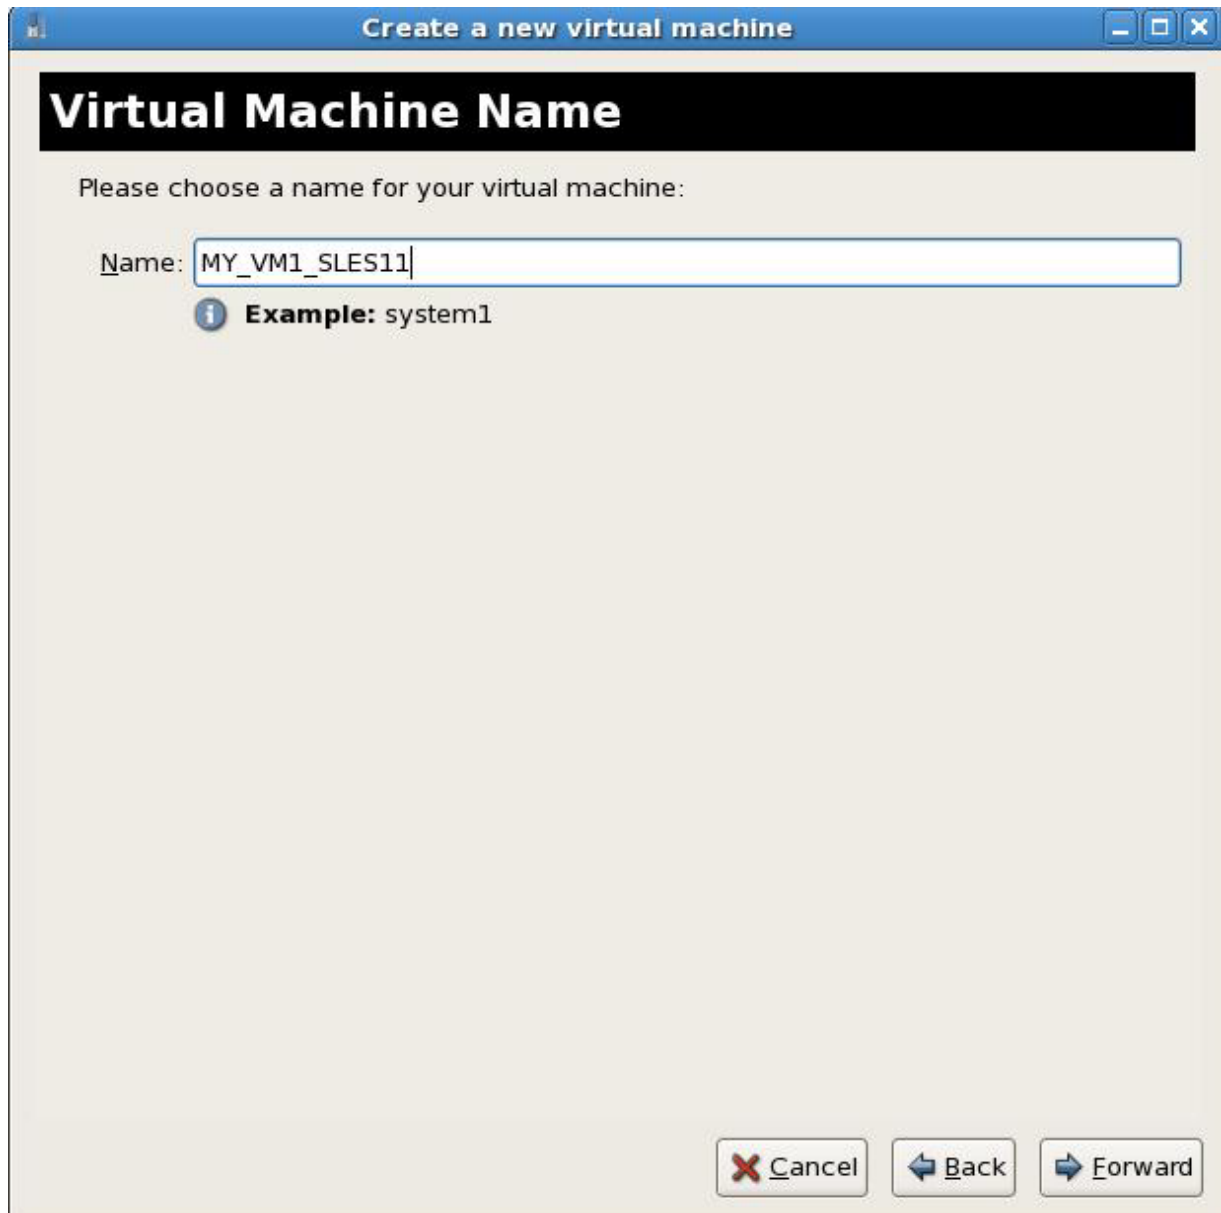 Create a new virtual machine
Virtual Machine Name
Please choose a name for your virtual machine:
Name: MY_VM1_SLES11
Example: system1
Cancel Back Forward